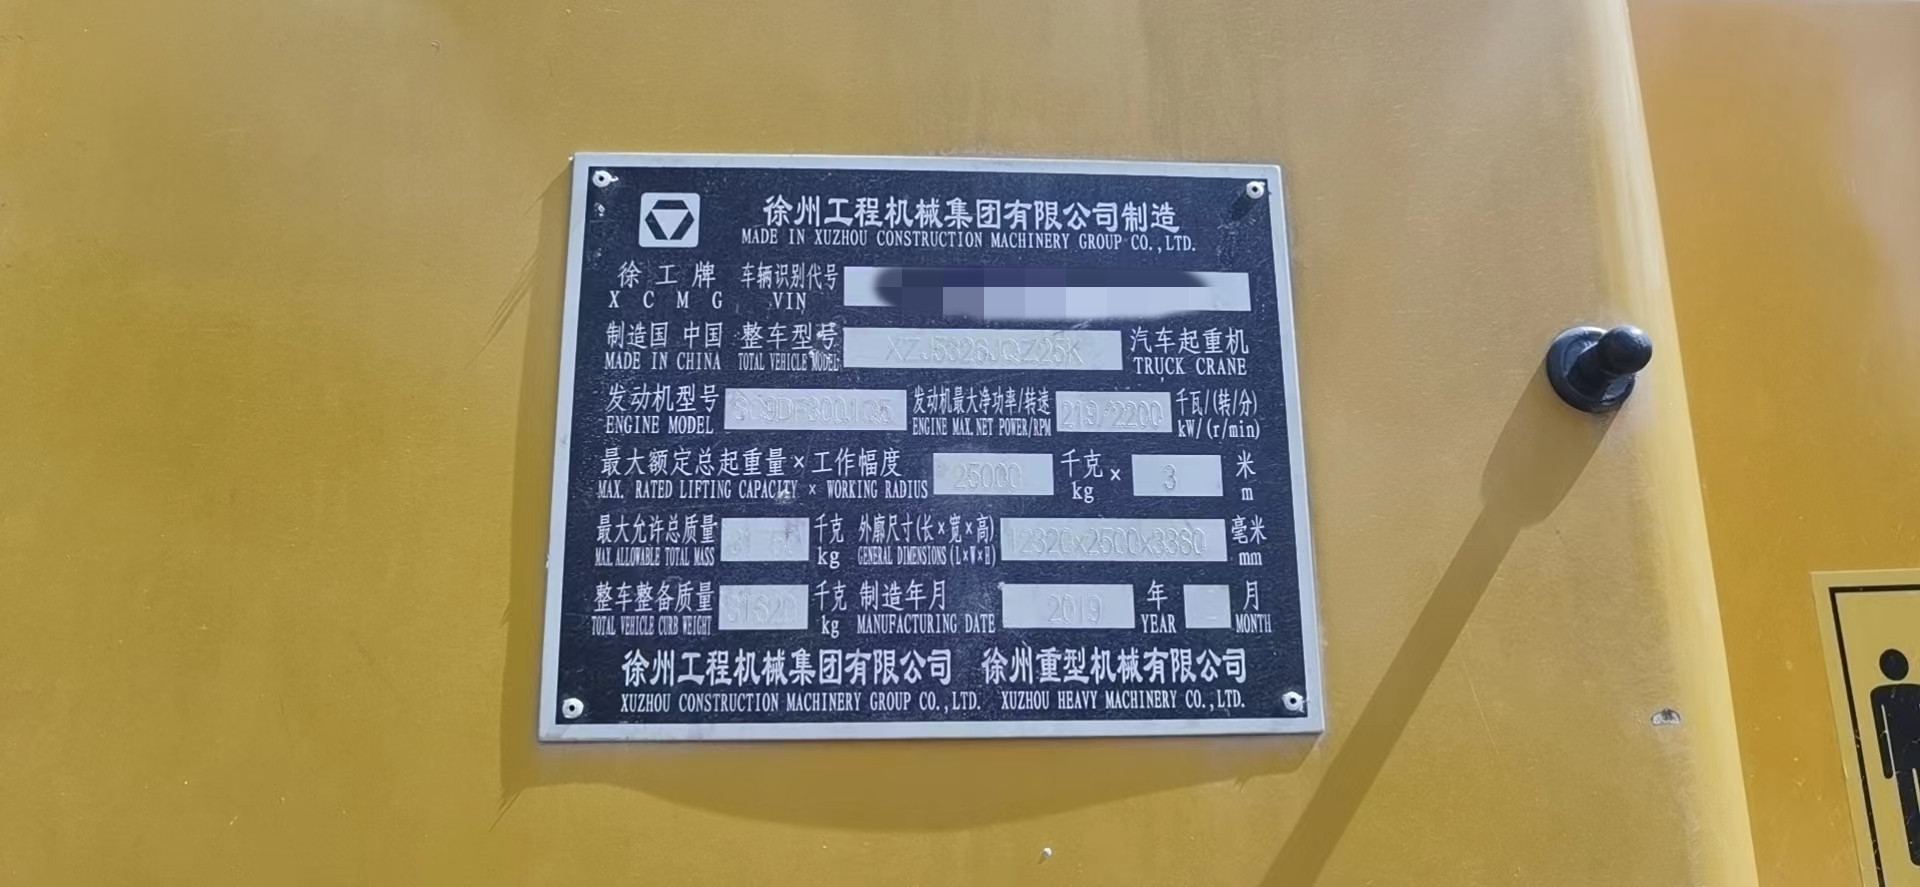 徐州工程机械集团有限公司制造
MADE IN XUZHOU CONSTRUCTION MACHINERY GROUP CO.,LTD.
徐工牌 车辆识别代号
XCMG VIN
制造国 中国 整车型号 XZJ5326JQZ25K 汽车起重机
MADE IN CHINA TOTAL VEHICLE MODEL TRUCK CRANE
发动机型号 发动机最大净功率/转速 219/2200 千瓦/(转/分)
ENGINE MODEL ENGINE MAX.NET POWER/RPM kW/(r/min)
最大额定总起重量×工作幅度 25000 千克 × 3 米
MAX. RATED LIFTING CAPACITY × WORKING RADIUS kg m
最大允许总质量 千克 外廓尺寸(长×宽×高) 毫米
MAX.ALLOWABLE TOTAL MASS kg GENERAL DIMENSIONS(L×W×H) mm
整车整备质量 千克 制造年月 2019 年 月
TOTAL VEHICLE CURB WEIGHT kg MANUFACTURING DATE YEAR MONTH
徐州工程机械集团有限公司 徐州重型机械有限公司
XUZHOU CONSTRUCTION MACHINERY GROUP CO.,LTD. XUZHOU HEAVY MACHINERY CO.,LTD.